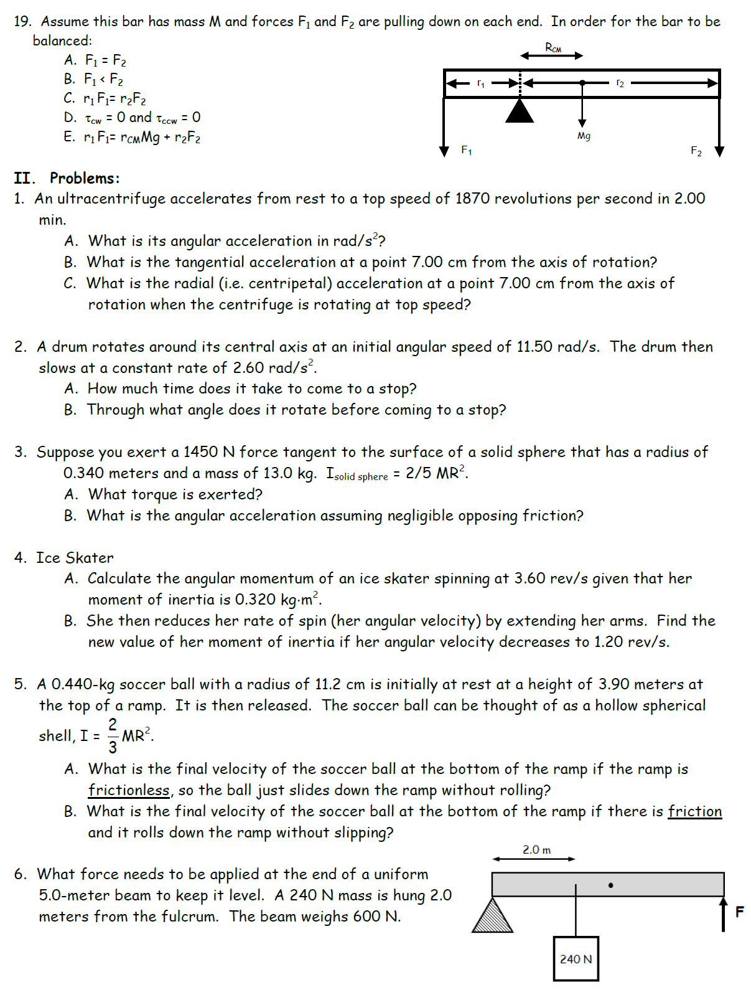 19. Assume this bar has mass M and forces F₁ and F₂ are pulling down on each end. In order for the bar to be
balanced:
A. F₁ = F₂
B. F₁ < F₂
C. r₁ F₁= r₂F₂
D. τcw = 0 and τccw = 0
E. r₁ F₁= rCMMg + r₂F₂
RCM
r₁
r₂
Mg
F₁
F₂
II. Problems:
1. An ultracentrifuge accelerates from rest to a top speed of 1870 revolutions per second in 2.00
min.
A. What is its angular acceleration in rad/s²?
B. What is the tangential acceleration at a point 7.00 cm from the axis of rotation?
C. What is the radial (i.e. centripetal) acceleration at a point 7.00 cm from the axis of
rotation when the centrifuge is rotating at top speed?
2. A drum rotates around its central axis at an initial angular speed of 11.50 rad/s. The drum then
slows at a constant rate of 2.60 rad/s².
A. How much time does it take to come to a stop?
B. Through what angle does it rotate before coming to a stop?
3. Suppose you exert a 1450 N force tangent to the surface of a solid sphere that has a radius of
0.340 meters and a mass of 13.0 kg. Isolid sphere = 2/5 MR².
A. What torque is exerted?
B. What is the angular acceleration assuming negligible opposing friction?
4. Ice Skater
A. Calculate the angular momentum of an ice skater spinning at 3.60 rev/s given that her
moment of inertia is 0.320 kg·m².
B. She then reduces her rate of spin (her angular velocity) by extending her arms. Find the
new value of her moment of inertia if her angular velocity decreases to 1.20 rev/s.
5. A 0.440-kg soccer ball with a radius of 11.2 cm is initially at rest at a height of 3.90 meters at
the top of a ramp. It is then released. The soccer ball can be thought of as a hollow spherical
shell, I = 2/3 MR².
A. What is the final velocity of the soccer ball at the bottom of the ramp if the ramp is
frictionless, so the ball just slides down the ramp without rolling?
B. What is the final velocity of the soccer ball at the bottom of the ramp if there is friction
and it rolls down the ramp without slipping?
6. What force needs to be applied at the end of a uniform
5.0-meter beam to keep it level. A 240 N mass is hung 2.0
meters from the fulcrum. The beam weighs 600 N.
2.0 m
F
240 N